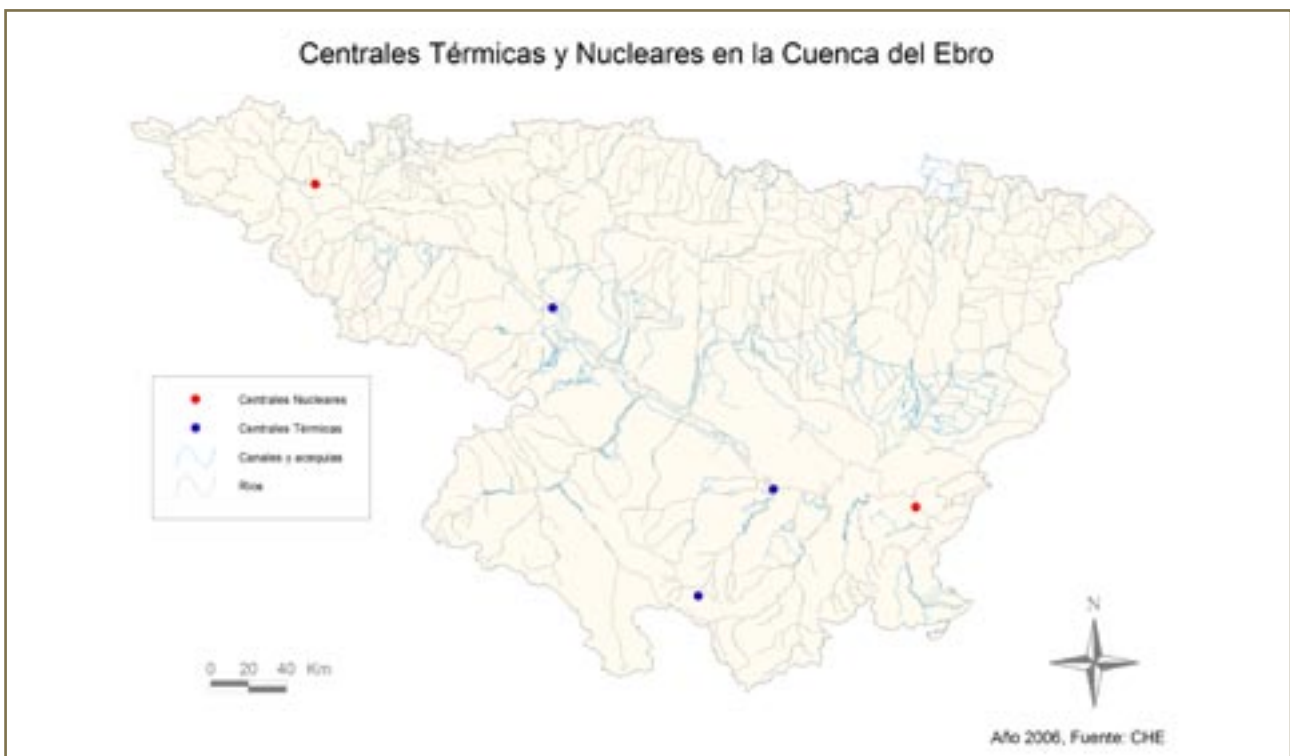 Centrales Térmicas y Nucleares en la Cuenca del Ebro
Centrales Nucleares
Centrales Térmicas
Canales y acequias
Ríos
0 20 40 Km
N
Año 2006, Fuente: CHE